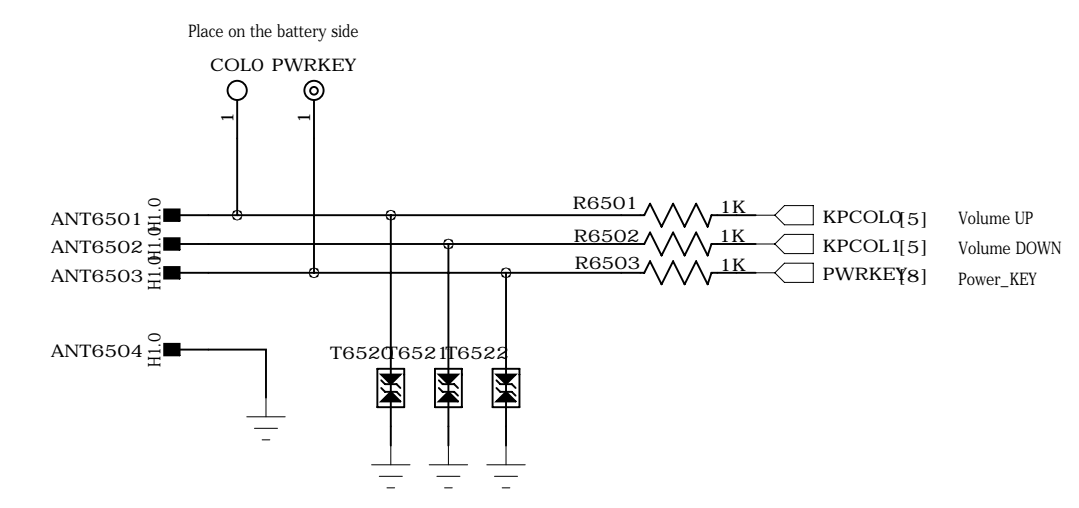 Place on the battery side
COL0 PWRKEY
1 1
R6501 1K
ANT6501 H1.0 KPCOL0[5] Volume UP
R6502 1K
ANT6502 H1.0 KPCOL1[5] Volume DOWN
R6503 1K
ANT6503 H1.0 PWRKEY[8] Power_KEY
ANT6504 H1.0
T6520 T6521 T6522